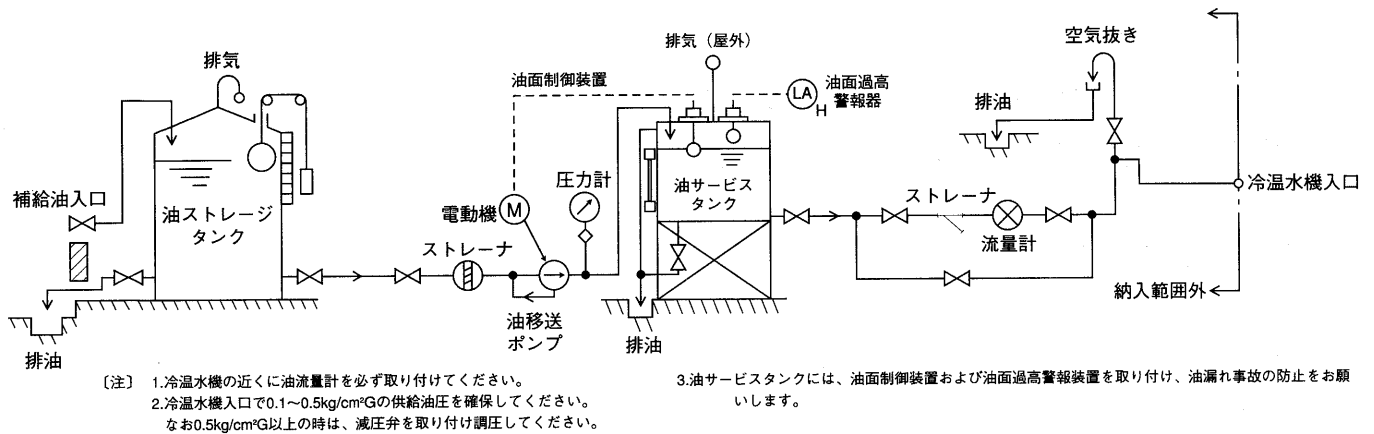 排気
補給油入口
油ストレージ
タンク
排油
ストレーナ
電動機
M
圧力計
油移送
ポンプ
油面制御装置
排気（屋外）
LA
H
油面過高
警報器
油サービス
タンク
排油
ストレーナ
流量計
排油
空気抜き
冷温水機入口
納入範囲外
〔注〕 1.冷温水機の近くに油流量計を必ず取り付けてください。
2.冷温水機入口で0.1～0.5kg/cm²Gの供給油圧を確保してください。
なお0.5kg/cm²G以上の時は、減圧弁を取り付け調圧してください。
3.油サービスタンクには、油面制御装置および油面過高警報装置を取り付け、油漏れ事故の防止をお願
いします。